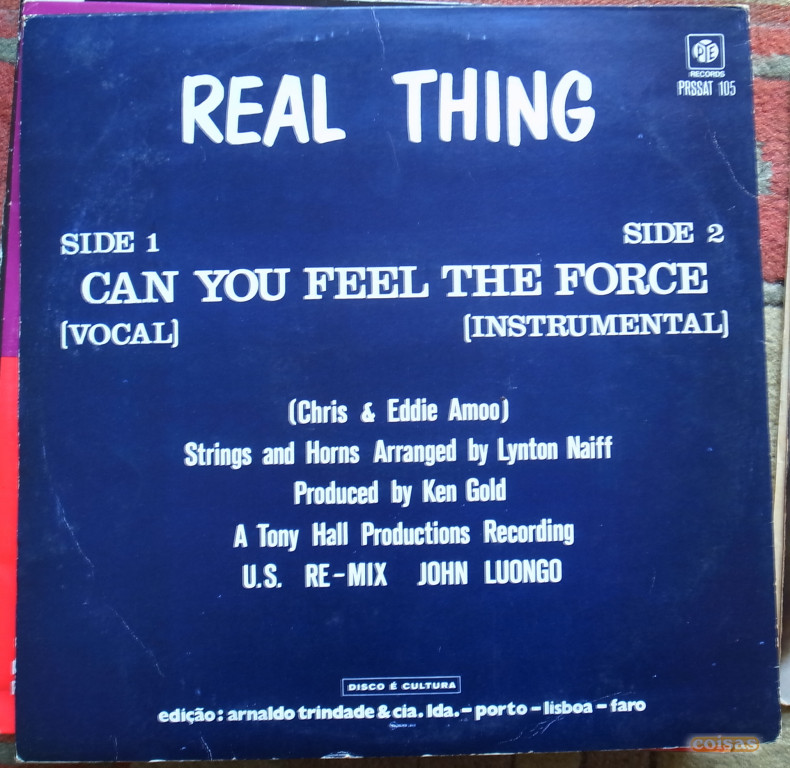 PYE
RECORDS
PRSSAT 105
REAL THING
SIDE 1 SIDE 2
CAN YOU FEEL THE FORCE
(VOCAL) (INSTRUMENTAL)
(Chris & Eddie Amoo)
Strings and Horns Arranged by Lynton Naiff
Produced by Ken Gold
A Tony Hall Productions Recording
U.S. RE-MIX JOHN LUONGO
DISCO É CULTURA
edição: arnaldo trindade & cia. lda. - porto - lisboa - faro
coisas